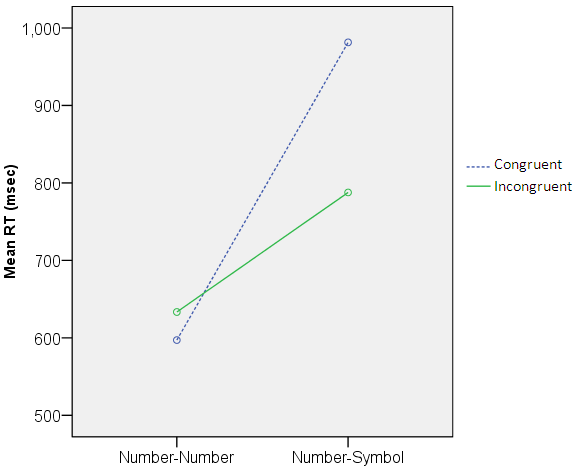 1,000
900
800
700
600
500
Mean RT (msec)
Number-Number
Number-Symbol
Congruent
Incongruent